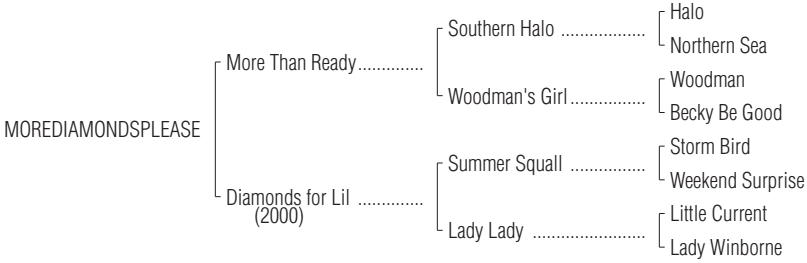 Halo
Southern Halo ..................
Northern Sea
More Than Ready..............
Woodman
Woodman's Girl................
Becky Be Good
MOREDIAMONDSPLEASE
Storm Bird
Summer Squall ................
Weekend Surprise
Diamonds for Lil ..............
(2000)
Little Current
Lady Lady ........................
Lady Winborne